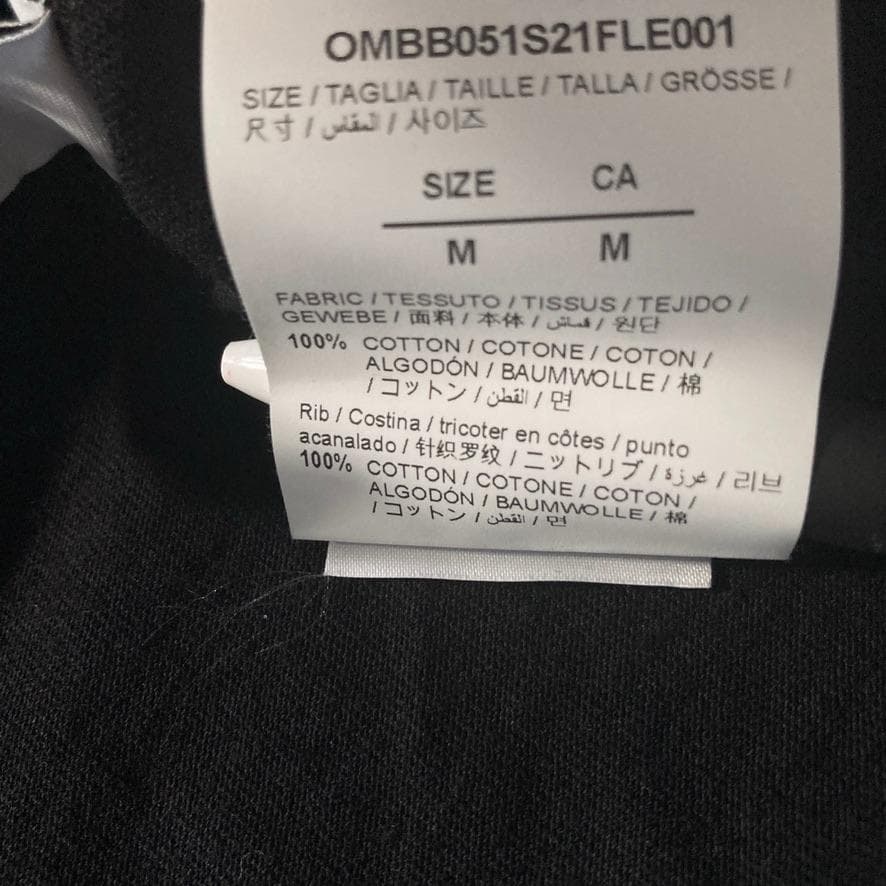 OMBB051S21FLE001
SIZE / TAGLIA / TAILLE / TALLA / GRÖSSE /
尺寸 / المقاس / 사이즈
SIZE CA
M M
FABRIC / TESSUTO / TISSUS / TEJIDO /
GEWEBE / 面料 / 本体 / قماش / 원단
100% COTTON / COTONE / COTON /
ALGODÓN / BAUMWOLLE / 棉
/ コットン / القطن / 면
Rib / Costina / tricoter en côtes / punto
acanalado / 针织罗纹 / ニットリブ / غرزة / 리브
100% COTTON / COTONE / COTON /
ALGODÓN / BAUMWOLLE / 棉
/ コットン / القطن / 면